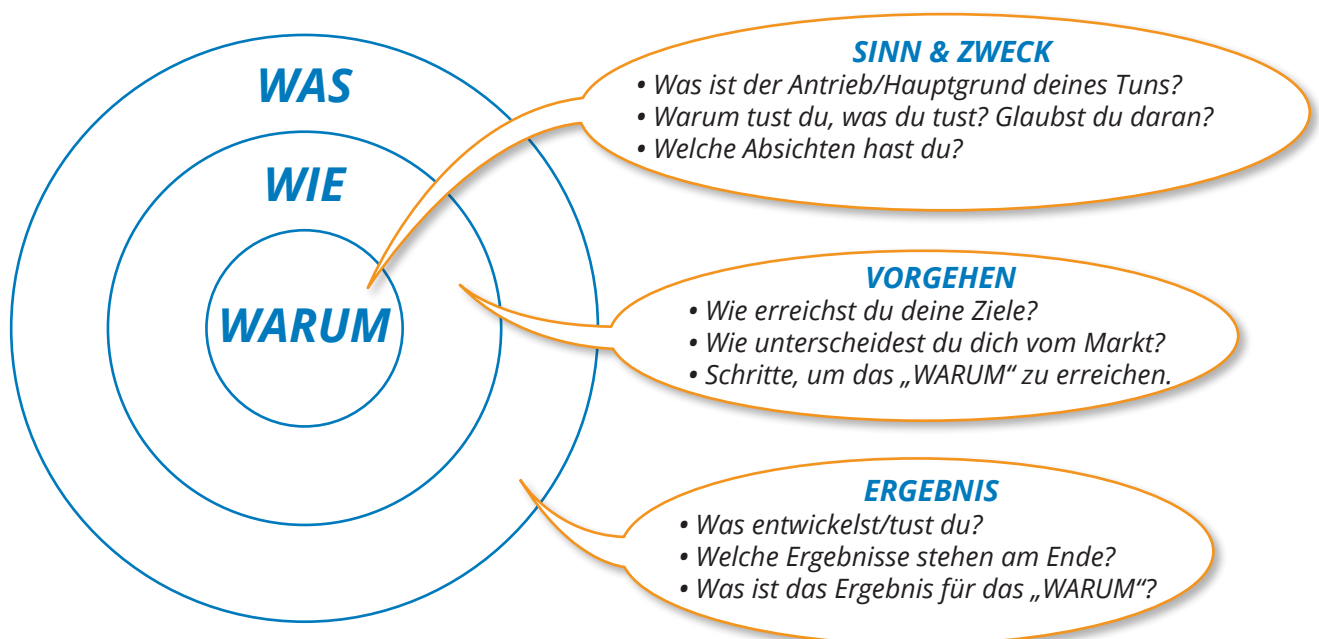 WAS
WIE
WARUM
SINN & ZWECK
• Was ist der Antrieb/Hauptgrund deines Tuns?
• Warum tust du, was du tust? Glaubst du daran?
• Welche Absichten hast du?
VORGEHEN
• Wie erreichst du deine Ziele?
• Wie unterscheidest du dich vom Markt?
• Schritte, um das „WARUM“ zu erreichen.
ERGEBNIS
• Was entwickelst/tust du?
• Welche Ergebnisse stehen am Ende?
• Was ist das Ergebnis für das „WARUM“?